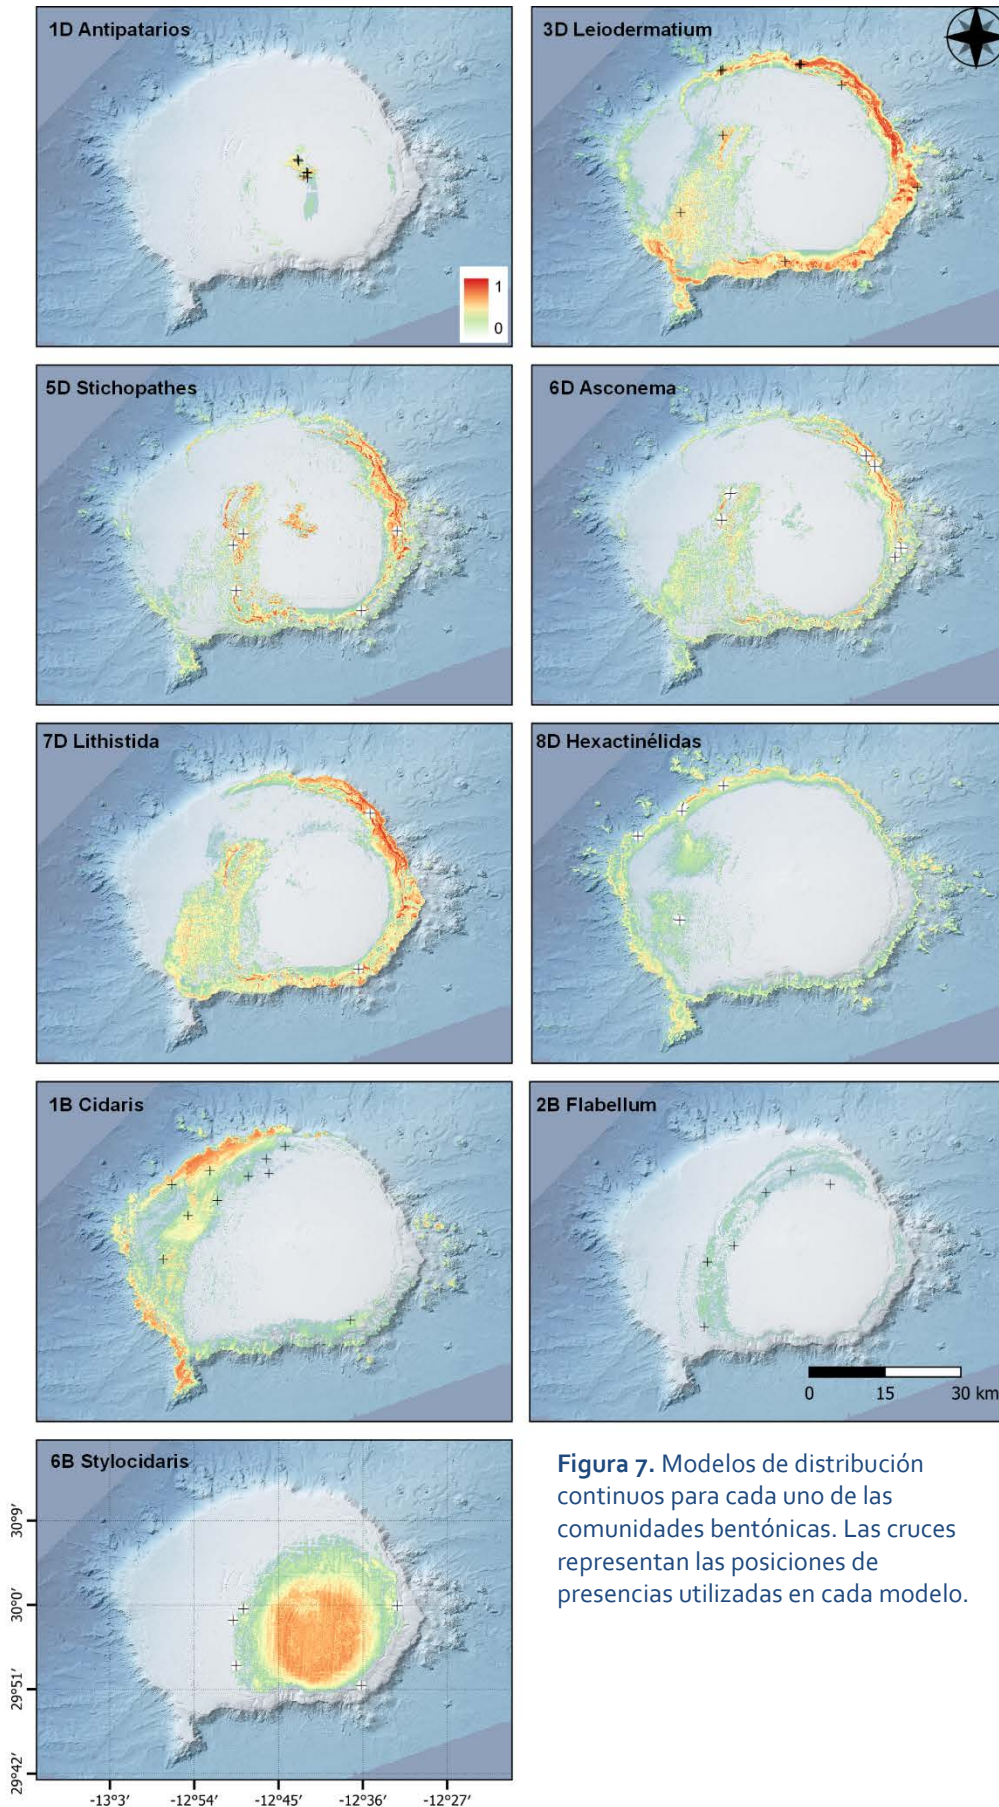 1D Antipatarios
3D Leiodermatium
1
0
5D Stichopathes
6D Asconema
7D Lithistida
8D Hexactinélidas
1B Cidaris
2B Flabellum
0 15 30 km
6B Stylocidaris
30°9′
30°0′
29°51′
29°42′
-13°3′ -12°54′ -12°45′ -12°36′ -12°27′
Figura 7. Modelos de distribución
continuos para cada uno de las
comunidades bentónicas. Las cruces
representan las posiciones de
presencias utilizadas en cada modelo.